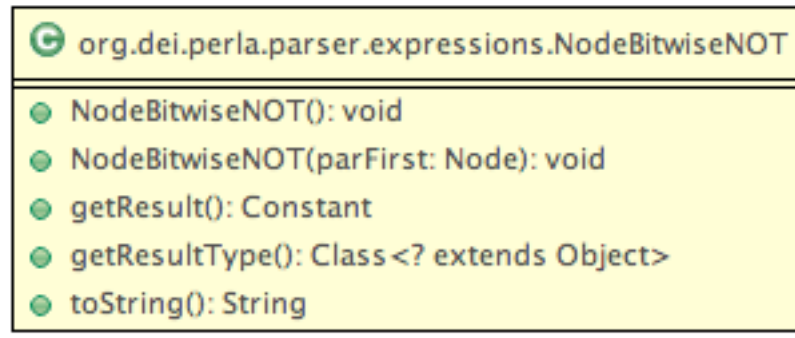 C org.dei.perla.parser.expressions.NodeBitwiseNOT
NodeBitwiseNOT(): void
NodeBitwiseNOT(parFirst: Node): void
getResult(): Constant
getResultType(): Class<? extends Object>
toString(): String